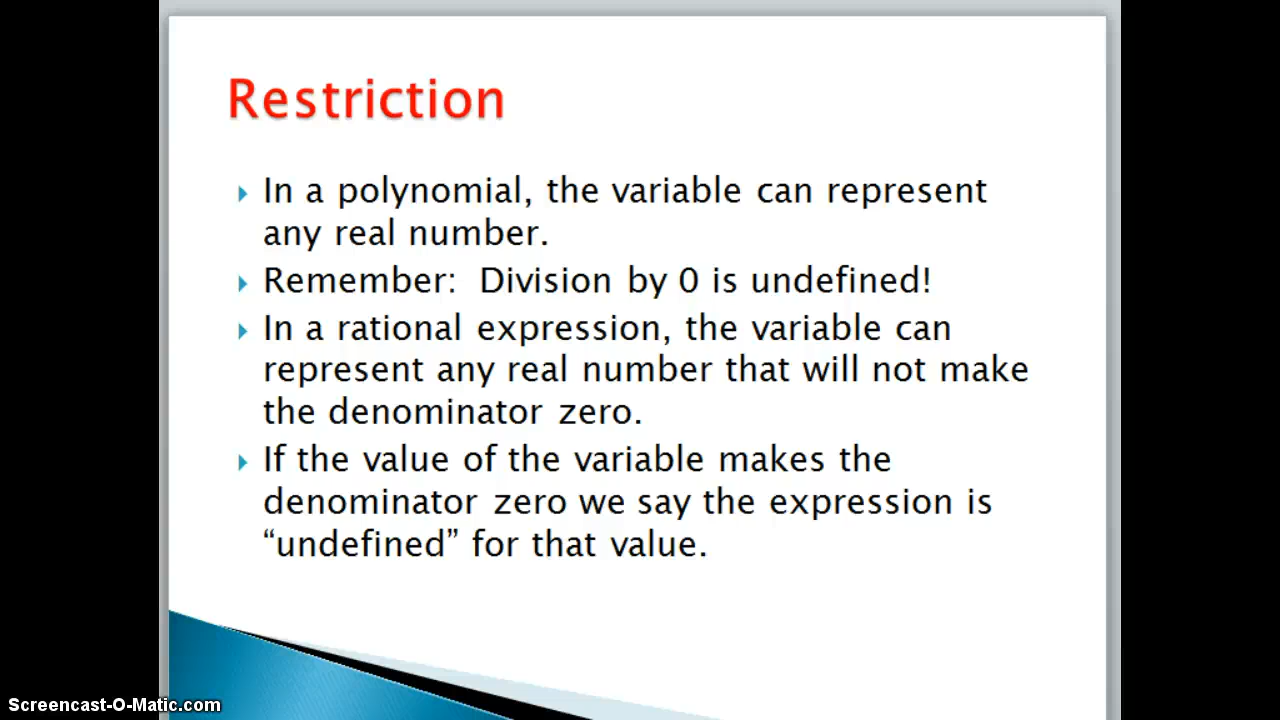 Restriction
In a polynomial, the variable can represent
any real number.
Remember:  Division by 0 is undefined!
In a rational expression, the variable can
represent any real number that will not make
the denominator zero.
If the value of the variable makes the
denominator zero we say the expression is
“undefined” for that value.
Screencast-O-Matic.com